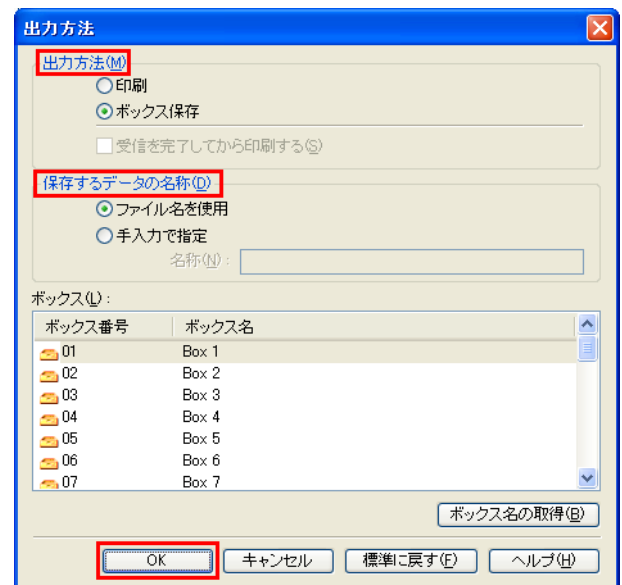 出力方法
出力方法(M)
印刷
ボックス保存
受信を完了してから印刷する(S)
保存するデータの名称(D)
ファイル名を使用
手入力で指定
名称(N):
ボックス(L):
ボックス番号 ボックス名
01 Box 1
02 Box 2
03 Box 3
04 Box 4
05 Box 5
06 Box 6
07 Box 7
ボックス名の取得(B)
OK キャンセル 標準に戻す(F) ヘルプ(H)